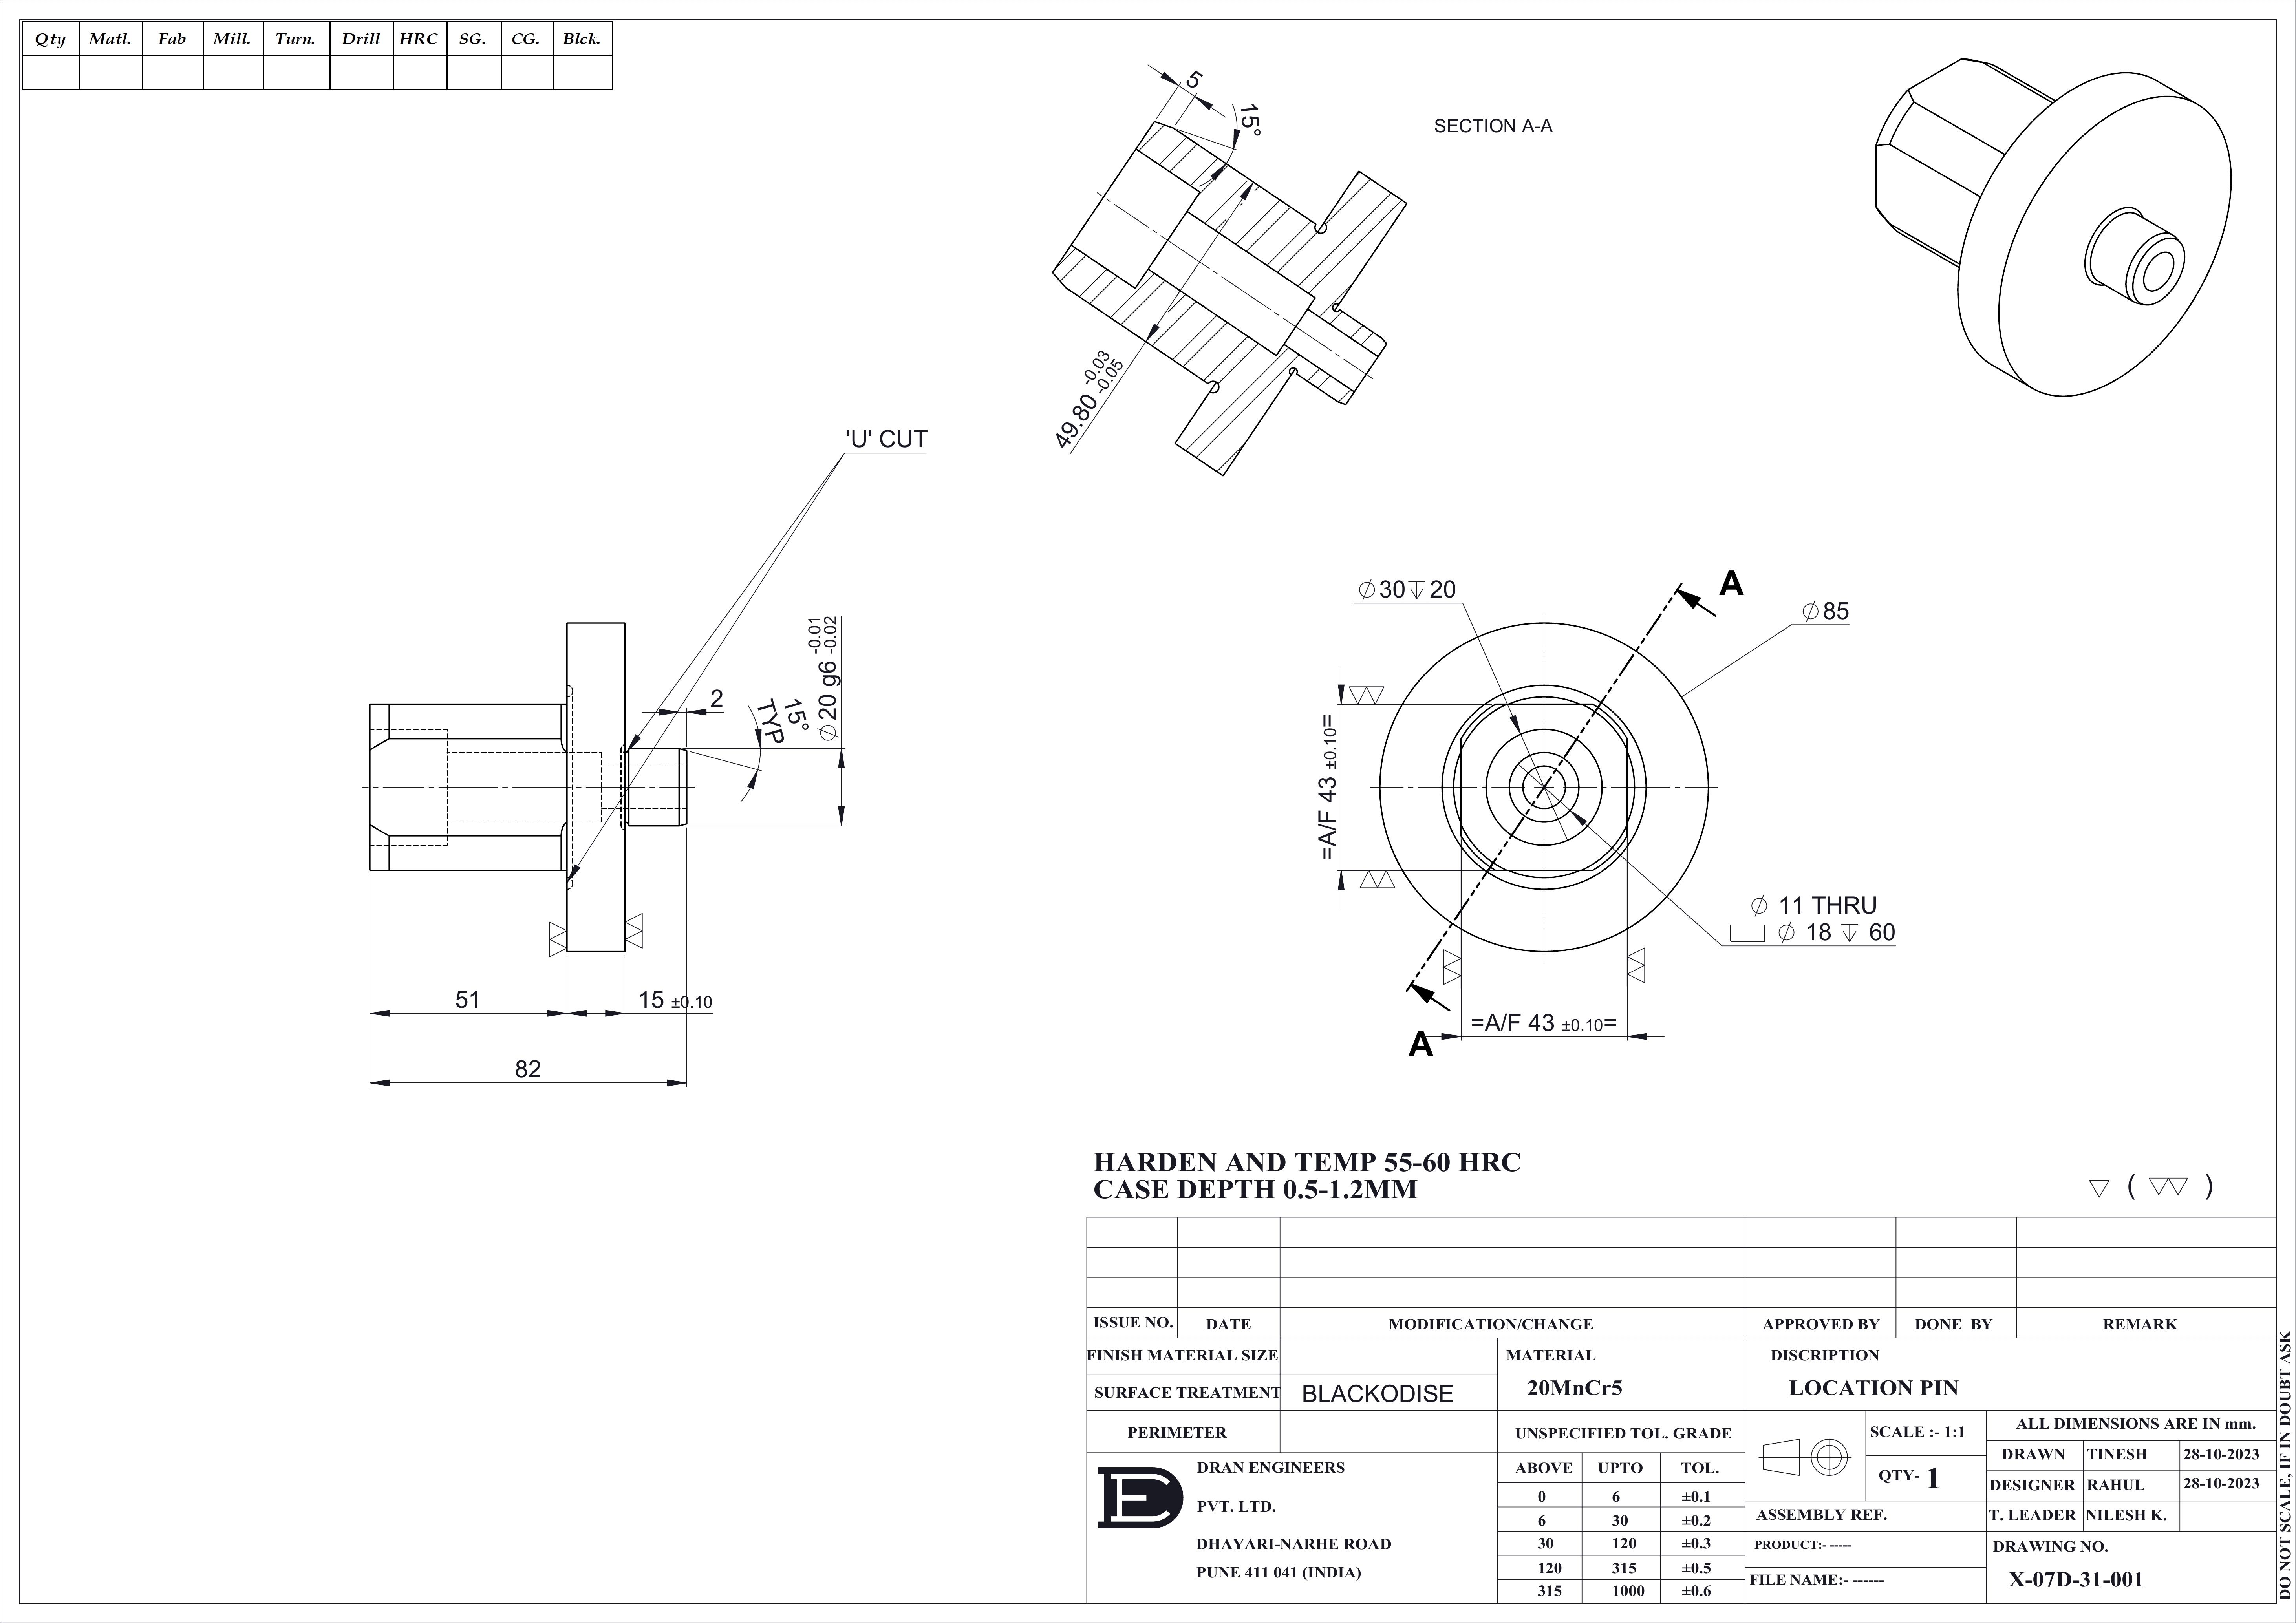 Qty Matl. Fab Mill. Turn. Drill HRC SG. CG. Blck.
5
15°
SECTION A-A
49.80 -0.03 -0.05
'U' CUT
2
15° TYP
⌀20 g6 -0.01 -0.02
51
15 ±0.10
82
⌀30↧20
A
⌀85
=A/F 43 ±0.10=
⌀ 11 THRU
⌴ ⌀ 18 ↧ 60
=A/F 43 ±0.10=
A
HARDEN AND TEMP 55-60 HRC
CASE DEPTH 0.5-1.2MM
( )
ISSUE NO. DATE MODIFICATION/CHANGE APPROVED BY DONE BY REMARK
FINISH MATERIAL SIZE
MATERIAL
20MnCr5
DISCRIPTION
LOCATION PIN
SURFACE TREATMENT BLACKODISE
PERIMETER
UNSPECIFIED TOL. GRADE
ABOVE UPTO TOL.
0 6 ±0.1
6 30 ±0.2
30 120 ±0.3
120 315 ±0.5
315 1000 ±0.6
DRAN ENGINEERS
PVT. LTD.
DHAYARI-NARHE ROAD
PUNE 411 041 (INDIA)
SCALE :- 1:1
QTY- 1
ALL DIMENSIONS ARE IN mm.
DRAWN TINESH 28-10-2023
DESIGNER RAHUL 28-10-2023
T. LEADER NILESH K.
ASSEMBLY REF.
PRODUCT:- -----
FILE NAME:- ------
DRAWING NO.
X-07D-31-001
DO NOT SCALE, IF IN DOUBT ASK